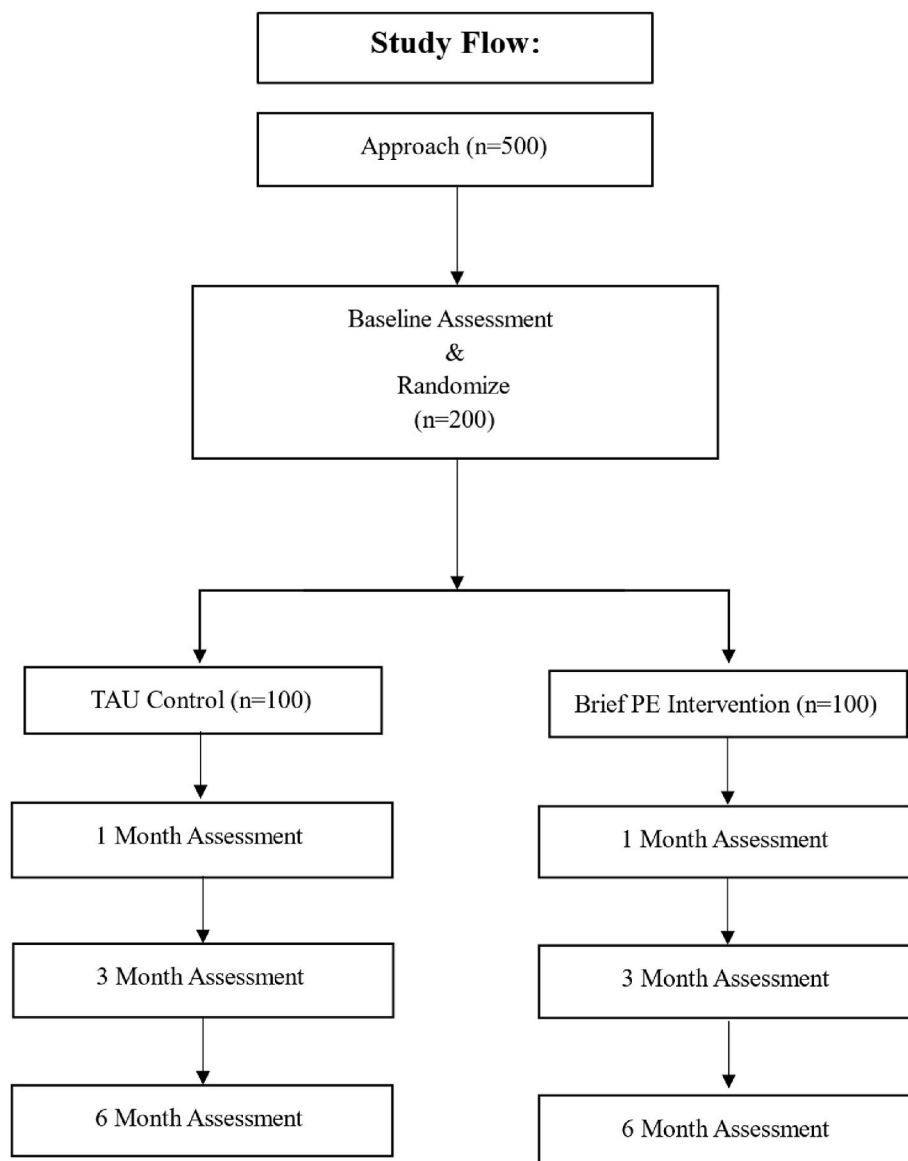 Study Flow:
Approach (n=500)
Baseline Assessment
&
Randomize
(n=200)
TAU Control (n=100)
Brief PE Intervention (n=100)
1 Month Assessment
1 Month Assessment
3 Month Assessment
3 Month Assessment
6 Month Assessment
6 Month Assessment